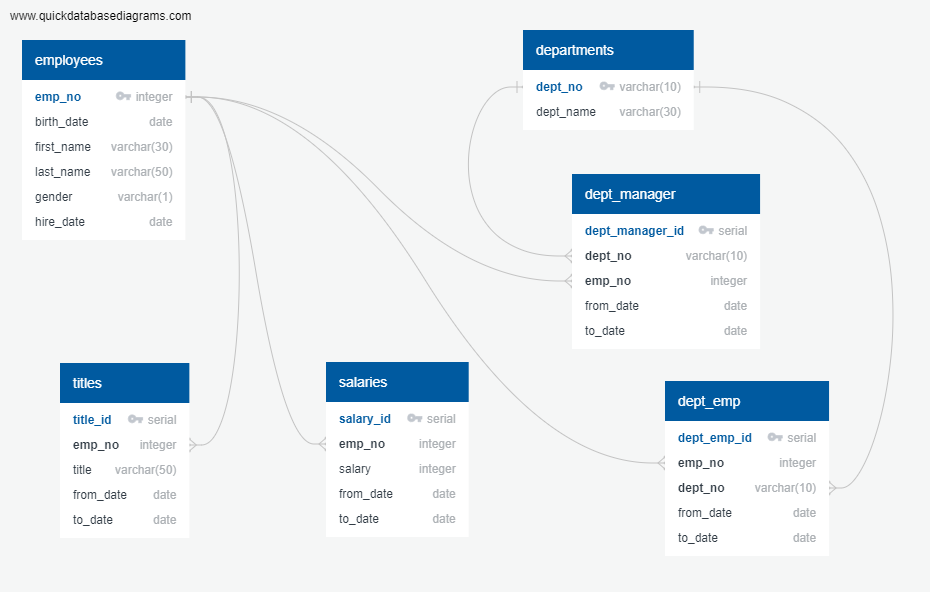 www.quickdatabasediagrams.com
employees
emp_no integer
birth_date date
first_name varchar(30)
last_name varchar(50)
gender varchar(1)
hire_date date
departments
dept_no varchar(10)
dept_name varchar(30)
dept_manager
dept_manager_id serial
dept_no varchar(10)
emp_no integer
from_date date
to_date date
titles
title_id serial
emp_no integer
title varchar(50)
from_date date
to_date date
salaries
salary_id serial
emp_no integer
salary integer
from_date date
to_date date
dept_emp
dept_emp_id serial
emp_no integer
dept_no varchar(10)
from_date date
to_date date